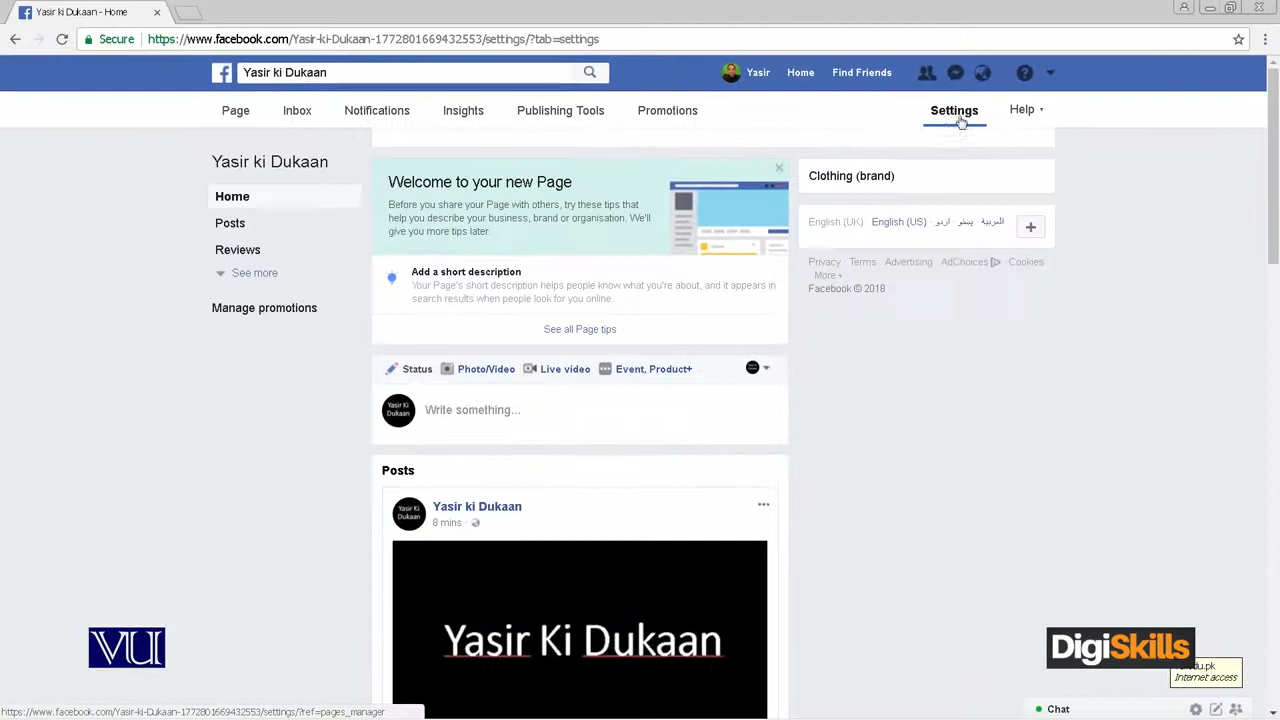 Yasir ki Dukaan - Home
Secure
https://www.facebook.com/Yasir-ki-Dukaan-1772801669432553/settings/?tab=settings
Yasir ki Dukaan
Yasir
Home
Find Friends
Page
Inbox
Notifications
Insights
Publishing Tools
Promotions
Settings
Help
Yasir ki Dukaan
Home
Posts
Reviews
See more
Manage promotions
Welcome to your new Page
Before you share your Page with others, try these tips that
help you describe your business, brand or organisation. We'll
give you more tips later.
Add a short description
Your Page's short description helps people know what you're about, and it appears in
search results when people look for you online.
See all Page tips
Status
Photo/Video
Live video
Event, Product+
Yasir Ki
Dukaan
Write something...
Posts
Yasir Ki
Dukaan
Yasir ki Dukaan
8 mins
Yasir Ki Dukaan
Clothing (brand)
English (UK) · English (US) · اردو · پښتو · العربية
Privacy · Terms · Advertising · AdChoices · Cookies ·
More
Facebook © 2018
VU
DigiSkills
Internet access
Chat
https://www.facebook.com/Yasir-ki-Dukaan-1772801669432553/settings/?ref=pages_manager